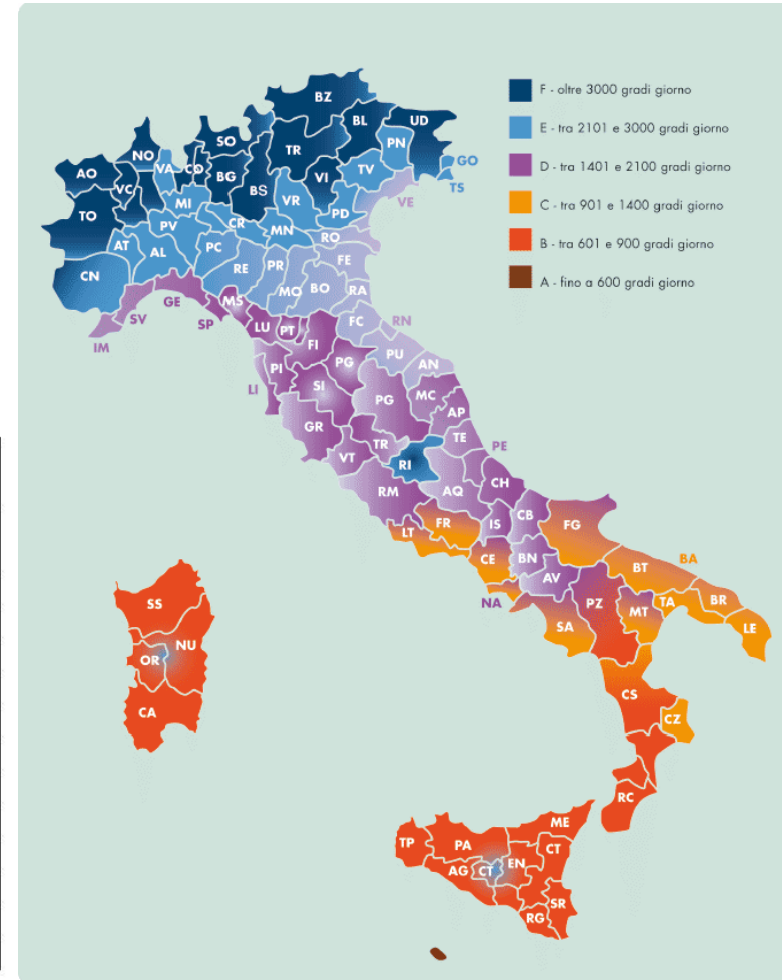 BZ
F - oltre 3000 gradi giorno
BL
UD
E - tra 2101 e 3000 gradi giorno
SO
PN
TR
NO
GO
AO
VA
CO
BG
VI
TV
D - tra 1401 e 2100 gradi giorno
VC
BS
TS
VR
MI
VE
C - tra 901 e 1400 gradi giorno
TO
PD
CR
PV
MN
RO
AT
B - tra 601 e 900 gradi giorno
PC
AL
FE
RE
PR
CN
A - fino a 600 gradi giorno
MO
BO
RA
MS
GE
SV
SP
LU
PT
FC
RN
IM
FI
PU
PG
AN
PI
SI
LI
MC
PG
AP
GR
TE
TR
PE
VT
RI
CH
RM
AQ
CB
FR
IS
FG
LT
CE
BN
BA
BT
AV
SS
NA
PZ
TA
BR
MT
SA
LE
NU
OR
CS
CA
CZ
RC
ME
TP
PA
CT
EN
AG
CT
SR
RG